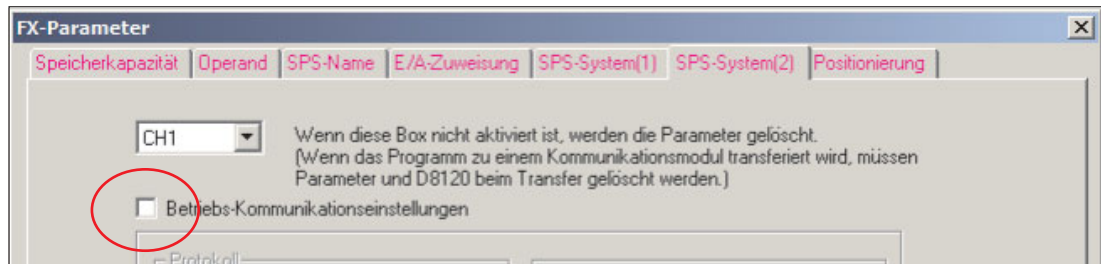 FX-Parameter
Speicherkapazität Operand SPS-Name E/A-Zuweisung SPS-System(1) SPS-System(2) Positionierung
CH1 Wenn diese Box nicht aktiviert ist, werden die Parameter gelöscht.
(Wenn das Programm zu einem Kommunikationsmodul transferiert wird, müssen
Parameter und D8120 beim Transfer gelöscht werden.)
Betriebs-Kommunikationseinstellungen
Protokoll